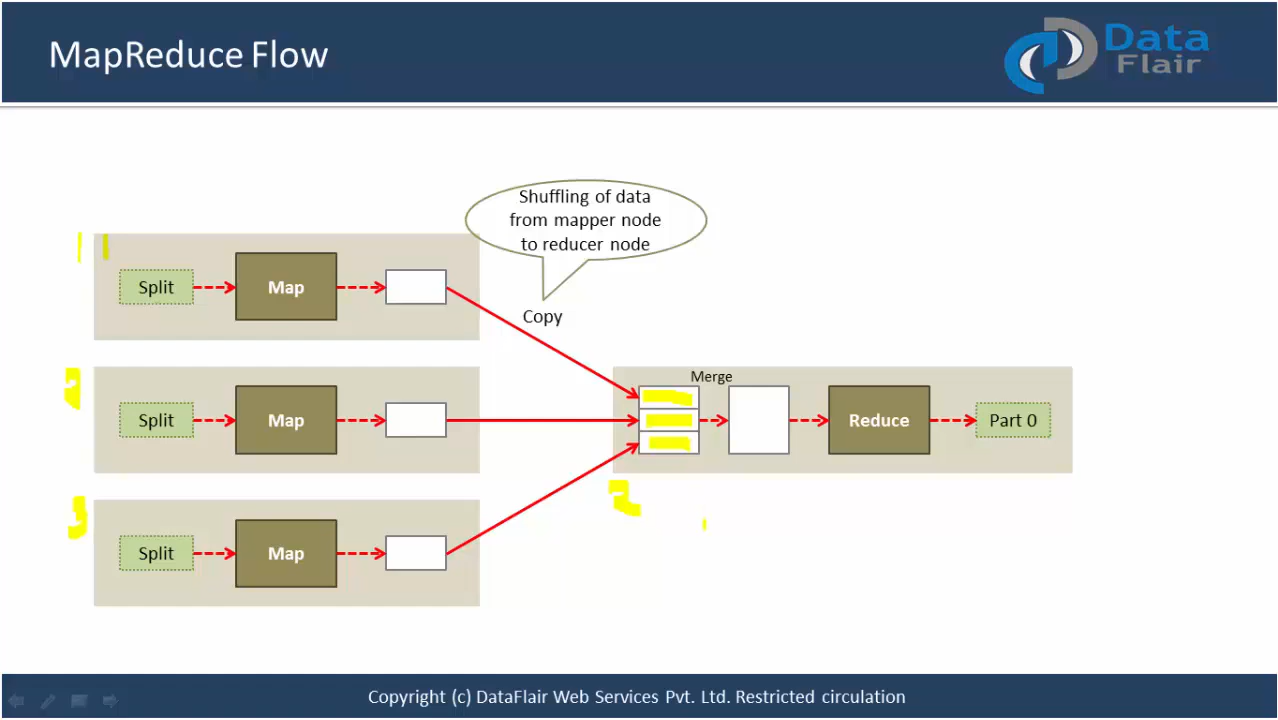 MapReduce Flow
Data
Flair
Shuffling of data
from mapper node
to reducer node
Copy
Split
Map
Split
Map
Split
Map
Merge
Reduce
Part 0
Copyright (c) DataFlair Web Services Pvt. Ltd. Restricted circulation